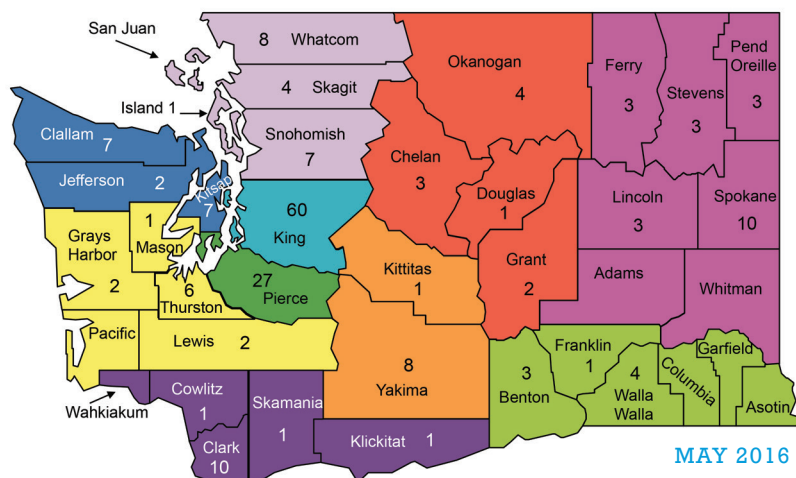 San Juan
8 Whatcom
4 Skagit
Island 1
Snohomish
7
Okanogan
4
Ferry
3
Stevens
3
Pend
Oreille
3
Clallam
7
Jefferson 2
Kitsap
7
Chelan
3
Douglas
1
Lincoln
3
Spokane
10
60
King
1
Mason
Grays
Harbor
2
6
Thurston
27
Pierce
Kittitas
1
Grant
2
Adams
Whitman
Pacific
Lewis 2
8
Yakima
3
Benton
Franklin
1
4
Walla
Walla
Columbia
Garfield
Asotin
Wahkiakum
Cowlitz
1
Skamania
1
Clark
10
Klickitat 1
MAY 2016